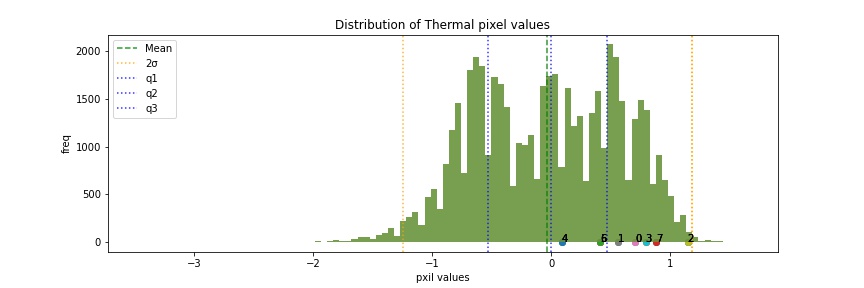 Distribution of Thermal pixel values
Mean
2σ
q1
q2
q3
freq
2000
1500
1000
500
0
4 1 0 3 7 2
−3 −2 −1 0 1
pxil values